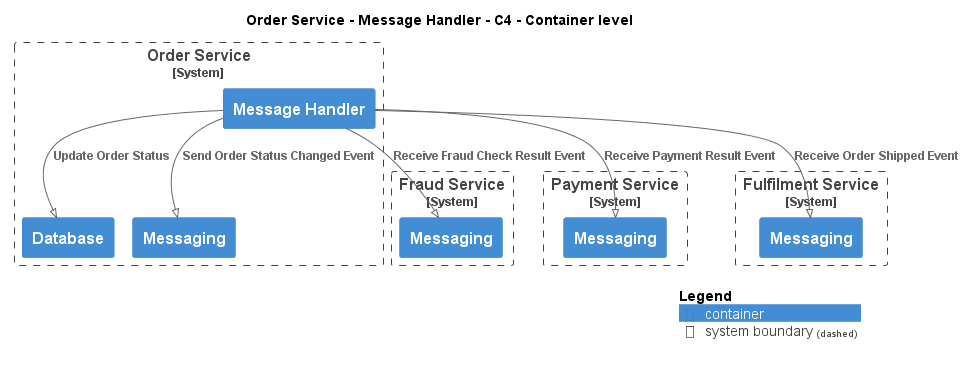 Order Service - Message Handler - C4 - Container level
Order Service
[System]
Message Handler
Update Order Status
Send Order Status Changed Event
Receive Fraud Check Result Event
Receive Payment Result Event
Receive Order Shipped Event
Fraud Service
[System]
Payment Service
[System]
Fulfilment Service
[System]
Database
Messaging
Messaging
Messaging
Messaging
Legend
container
system boundary (dashed)